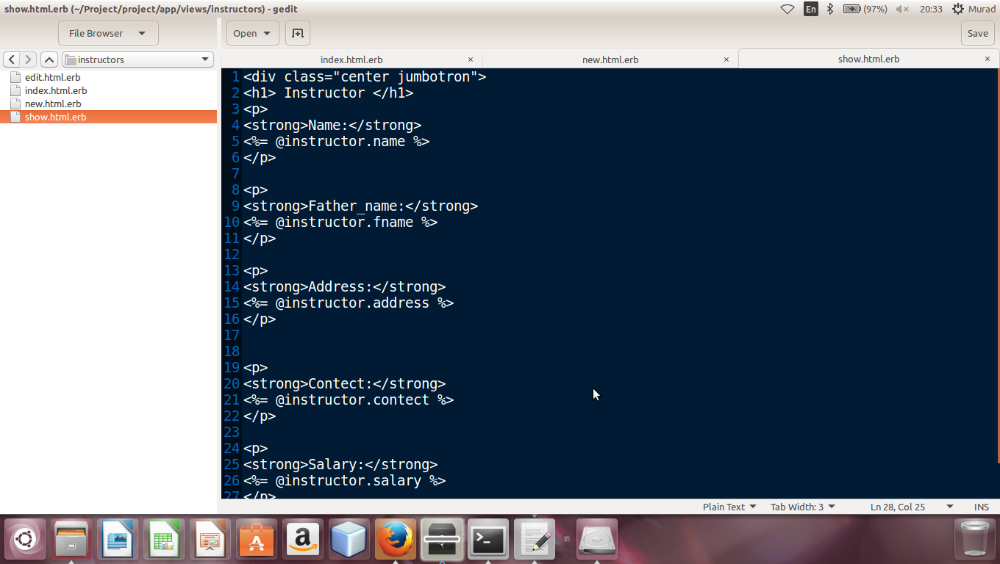 show.html.erb (~/Project/project/app/views/instructors) - gedit
En
(97%)
20:33
Murad
File Browser
Open
Save
instructors
index.html.erb
new.html.erb
show.html.erb
edit.html.erb
index.html.erb
new.html.erb
show.html.erb
1 <div class="center jumbotron">
2 <h1> Instructor </h1>
3 <p>
4 <strong>Name:</strong>
5 <%= @instructor.name %>
6 </p>
7
8 <p>
9 <strong>Father_name:</strong>
10 <%= @instructor.fname %>
11 </p>
12
13 <p>
14 <strong>Address:</strong>
15 <%= @instructor.address %>
16 </p>
17
18
19 <p>
20 <strong>Contect:</strong>
21 <%= @instructor.contect %>
22 </p>
23
24 <p>
25 <strong>Salary:</strong>
26 <%= @instructor.salary %>
27 </p>
Plain Text
Tab Width: 3
Ln 28, Col 25
INS